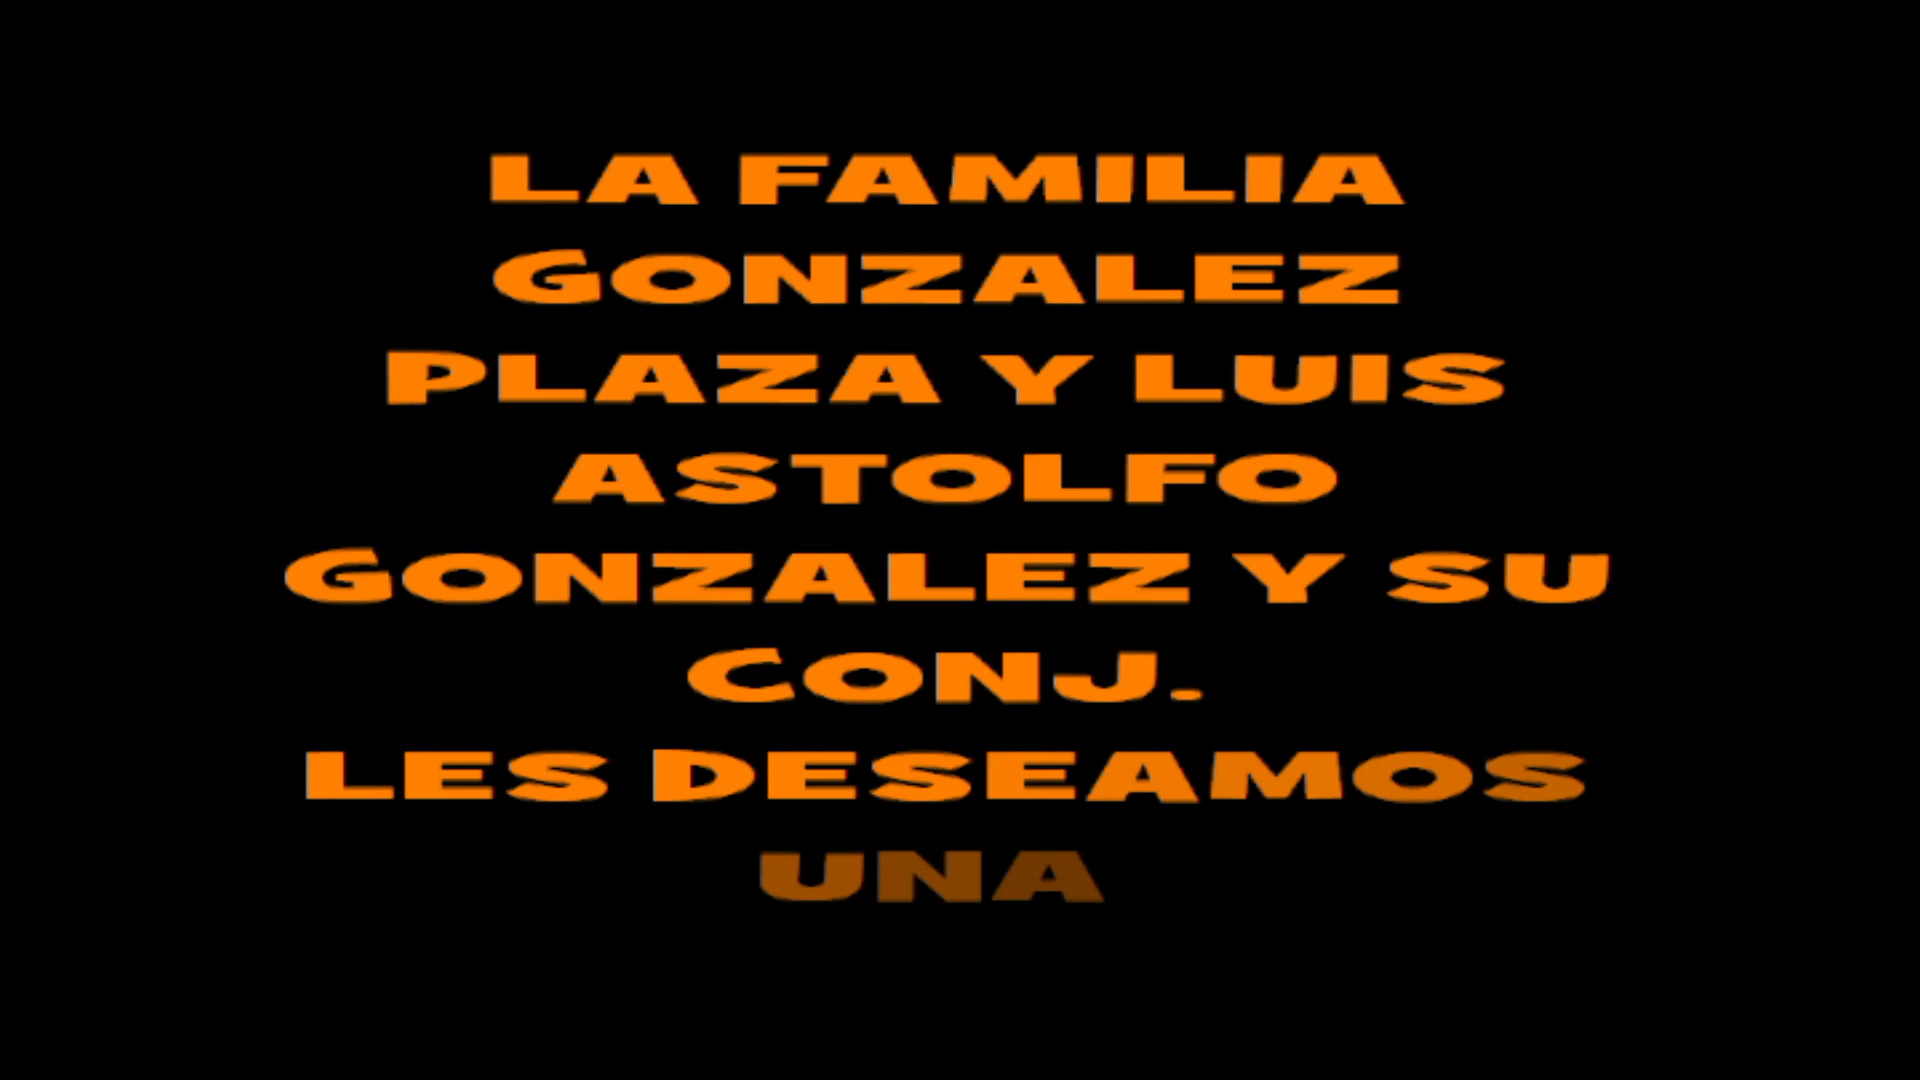 LA FAMILIA
GONZALEZ
PLAZA Y LUIS
ASTOLFO
GONZALEZ Y SU
CONJ.
LES DESEAMOS
UNA